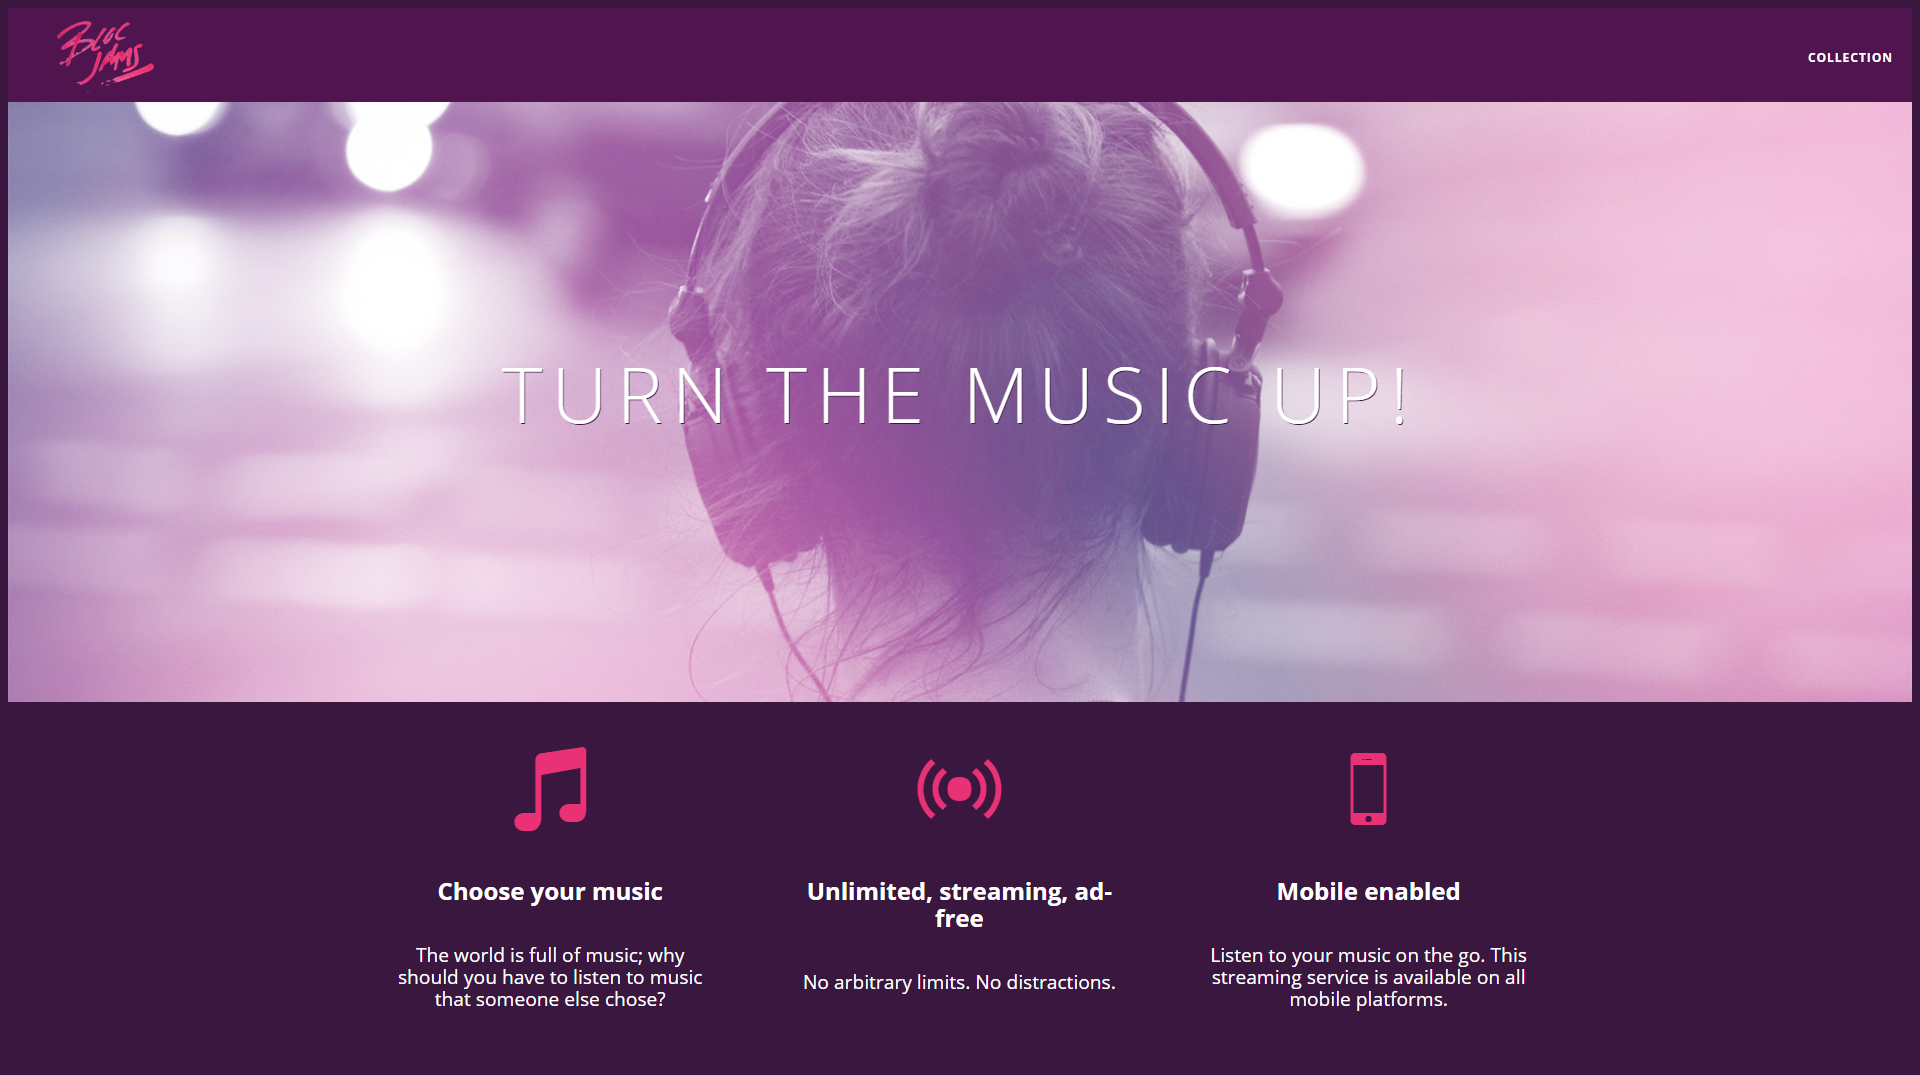 Bloc
Jams
COLLECTION
TURN THE MUSIC UP!
Choose your music
The world is full of music; why
should you have to listen to music
that someone else chose?
Unlimited, streaming, ad-
free
No arbitrary limits. No distractions.
Mobile enabled
Listen to your music on the go. This
streaming service is available on all
mobile platforms.